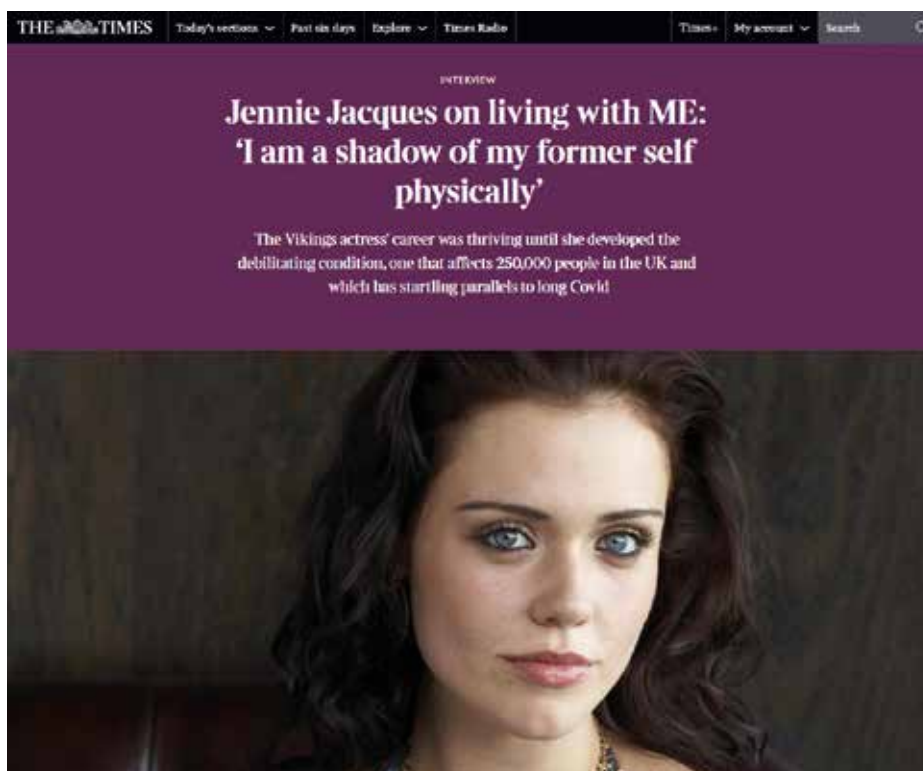 THE TIMES Today's sections Past six days Explore Times Radio Times+ My account Search
INTERVIEW
Jennie Jacques on living with ME:
‘I am a shadow of my former self
physically’
The Vikings actress’ career was thriving until she developed the
debilitating condition, one that affects 250,000 people in the UK and
which has startling parallels to long Covid